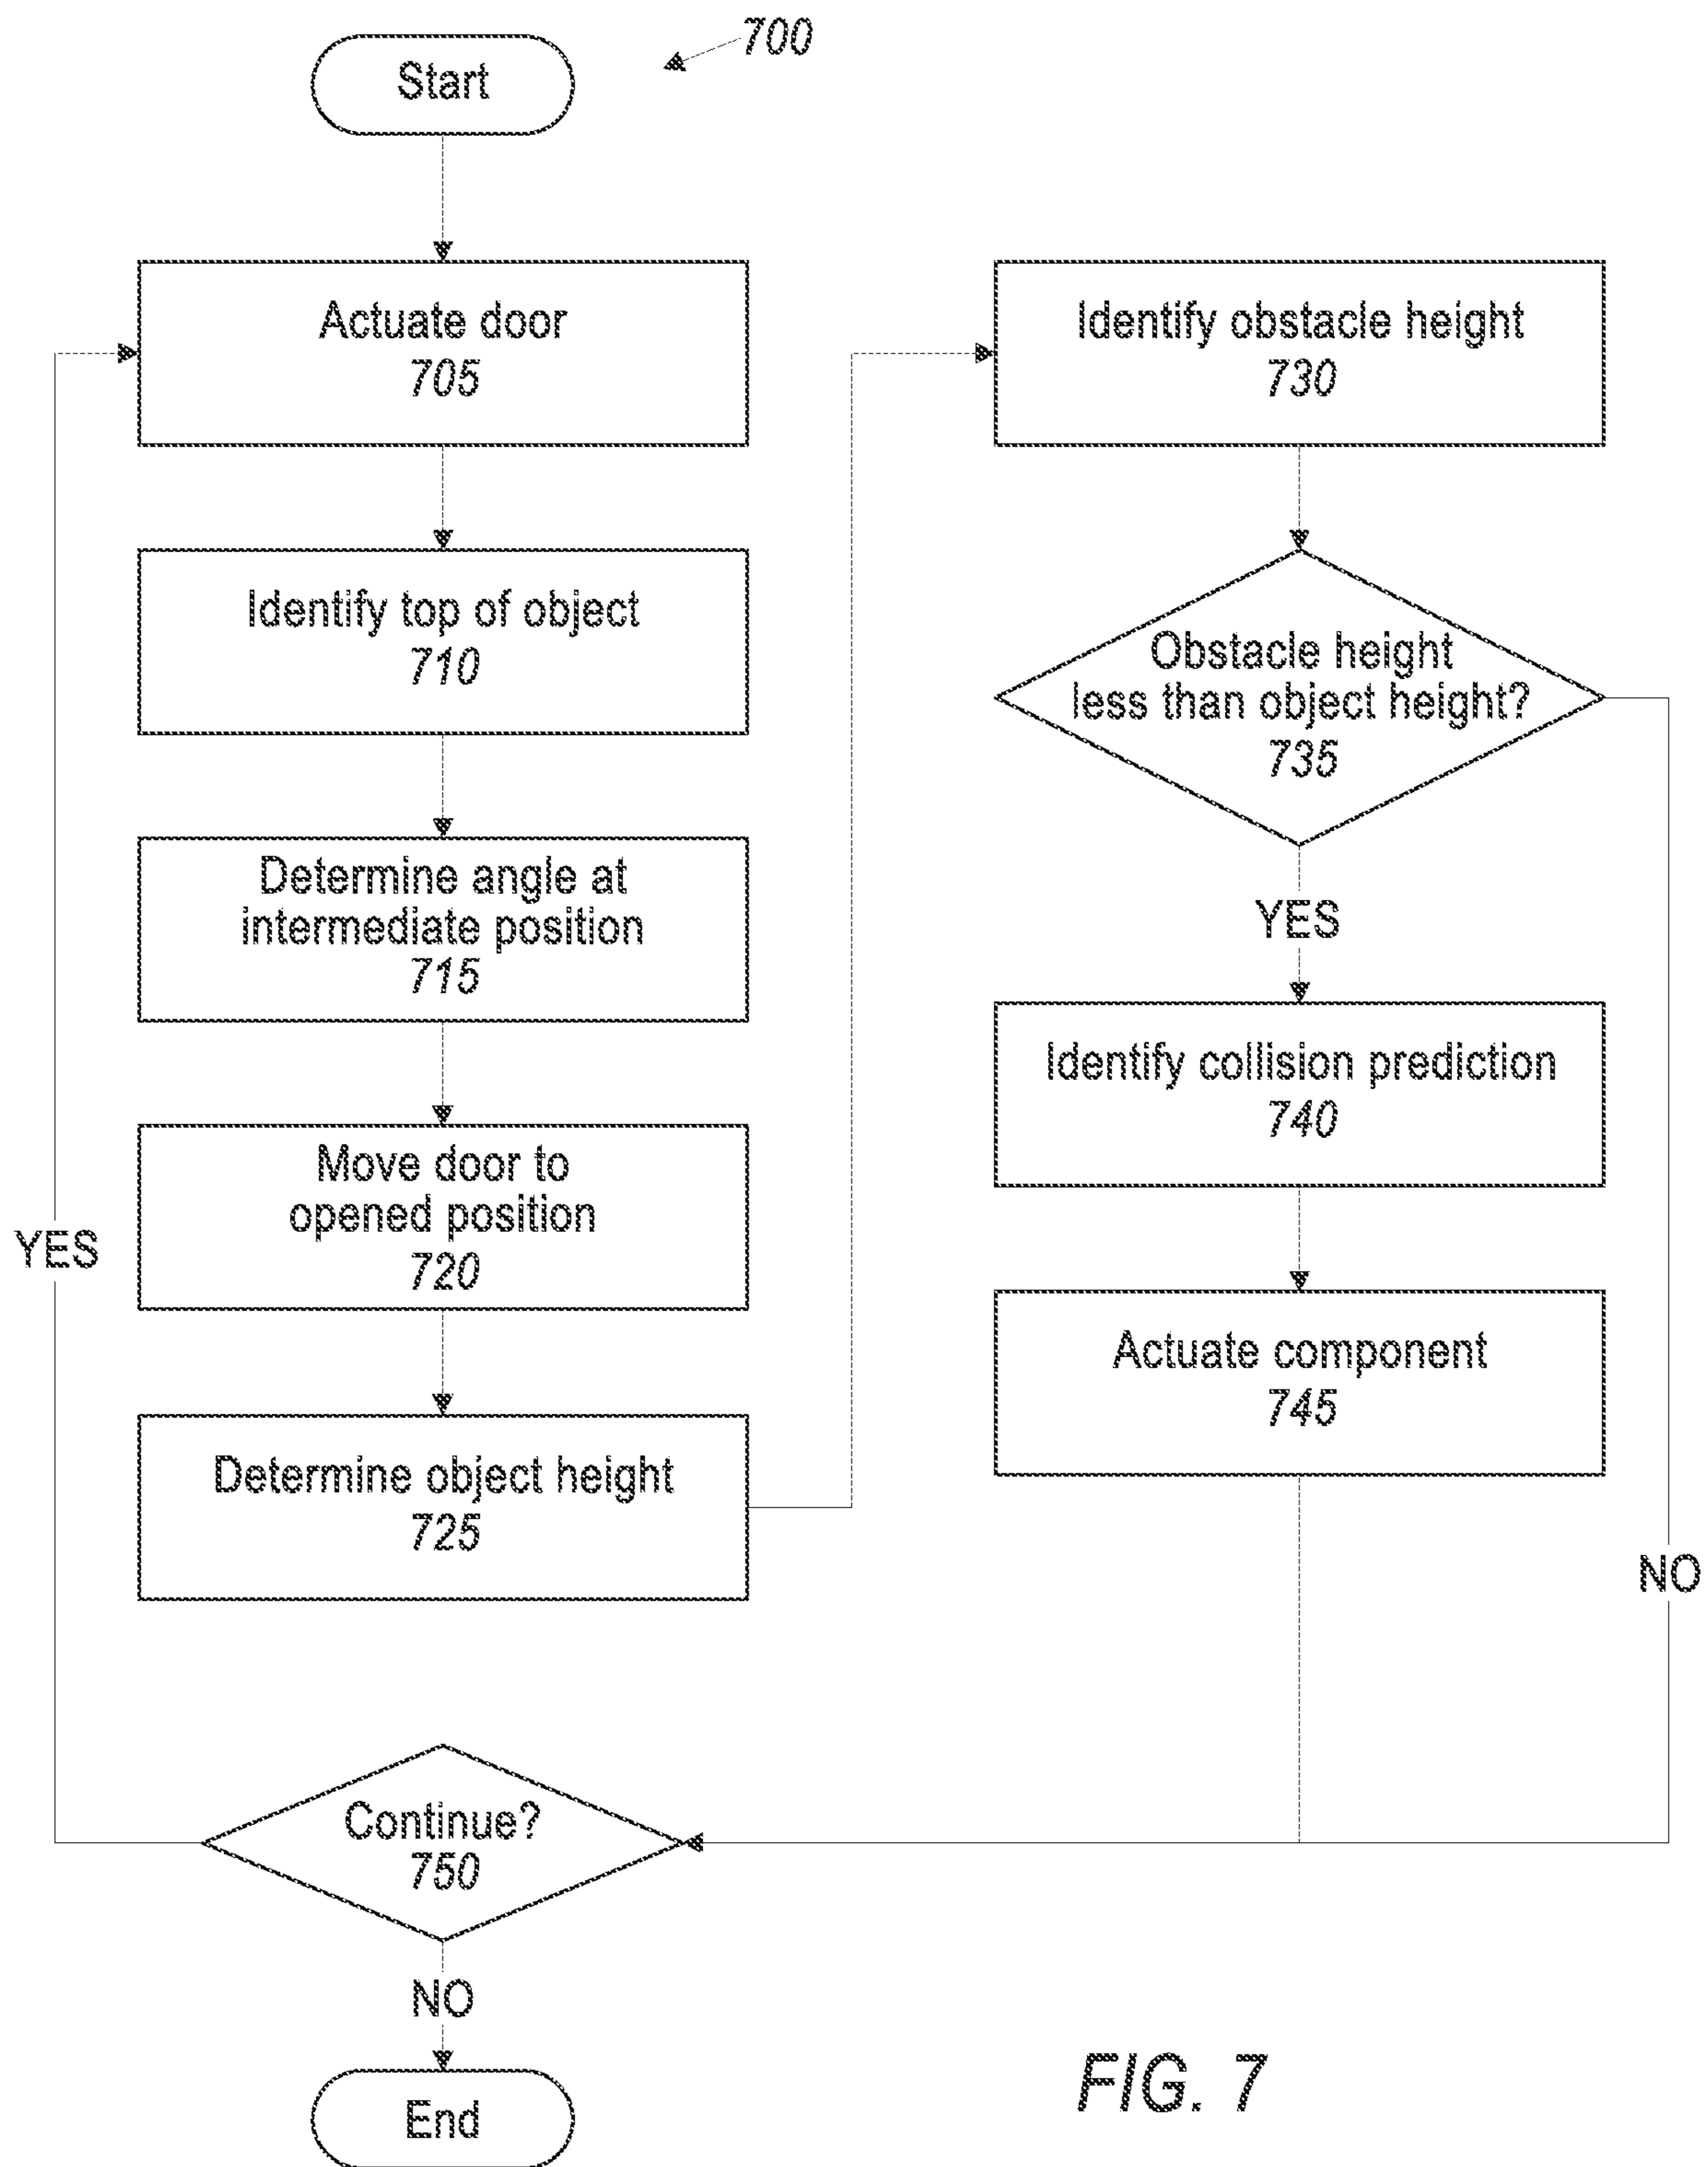 700
Start
Actuate door
705
Identify top of object
710
Determine angle at
intermediate position
715
Move door to
opened position
720
Determine object height
725
Identify obstacle height
730
Obstacle height
less than object height?
735
YES
Identify collision prediction
740
Actuate component
745
NO
YES
Continue?
750
NO
End
FIG. 7